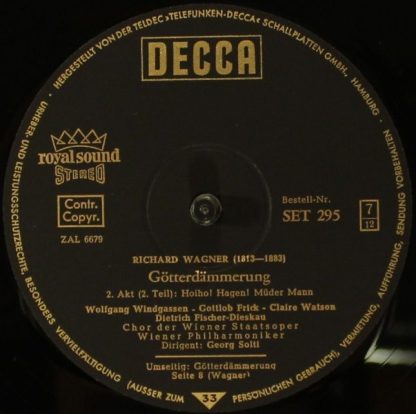 HERGESTELLT VON DER TELDEC »TELEFUNKEN-DECCA« SCHALLPLATTEN GMBH, HAMBURG -
URHEBER- UND LEISTUNGSSCHUTZRECHTE, BESONDERS VERVIELFÄLTIGUNG (AUSSER ZUM PERSÖNLICHEN GEBRAUCH), VERMIETUNG, AUFFÜHRUNG, SENDUNG VORBEHALTEN
DECCA
royal sound
STEREO
Contr.
Copyr.
ZAL 6679
Bestell-Nr.
SET 295
7
12
RICHARD WAGNER (1813—1883)
Götterdämmerung
2. Akt (2. Teil): Hoiho! Hagen! Müder Mann
Wolfgang Windgassen - Gottlob Frick - Claire Watson
Dietrich Fischer-Dieskau
Chor der Wiener Staatsoper
Wiener Philharmoniker
Dirigent: Georg Solti
Umseitig: Götterdämmerung
Seite 8 (Wagner)
33